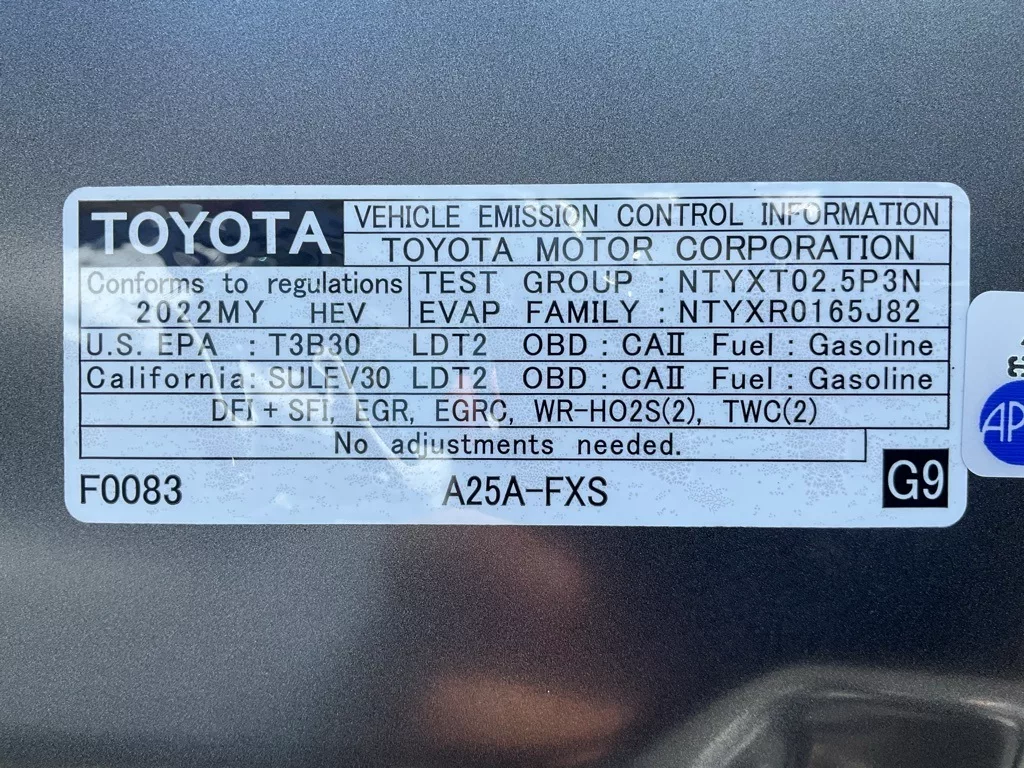 TOYOTA
VEHICLE EMISSION CONTROL INFORMATION
TOYOTA MOTOR CORPORATION
Conforms to regulations
2022MY HEV
TEST GROUP : NTYXT02.5P3N
EVAP FAMILY : NTYXR0165J82
U.S. EPA : T3B30 LDT2 OBD : CAII Fuel : Gasoline
California: SULEV30 LDT2 OBD : CAII Fuel : Gasoline
DFI + SFI, EGR, EGRC, WR-HO2S(2), TWC(2)
No adjustments needed.
F0083 A25A-FXS G9